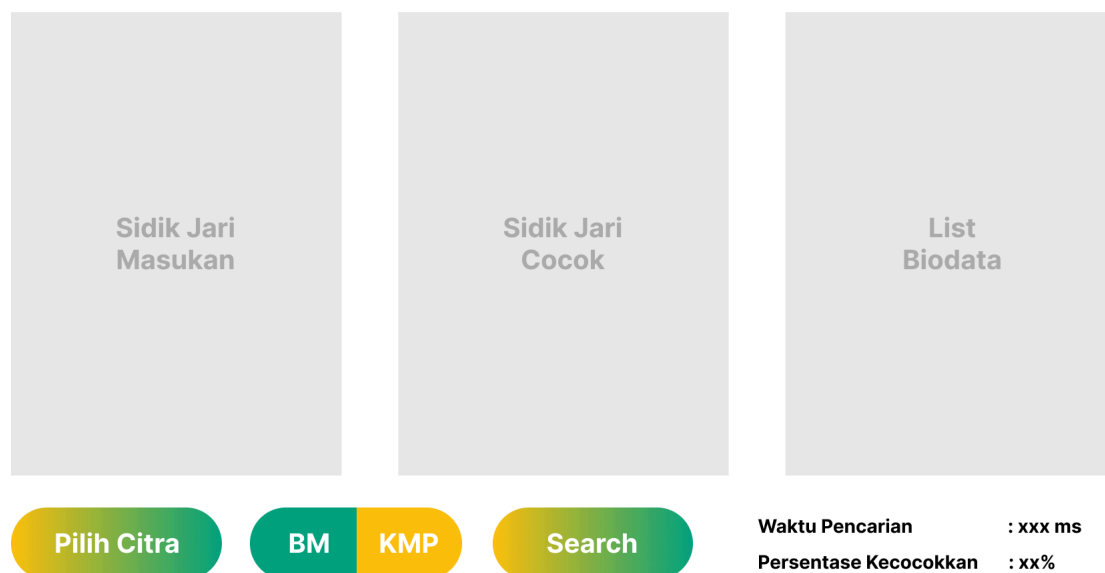 Sidik Jari
Masukan
Sidik Jari
Cocok
List
Biodata
Pilih Citra
BM KMP
Search
Waktu Pencarian : xxx ms
Persentase Kecocokkan : xx%